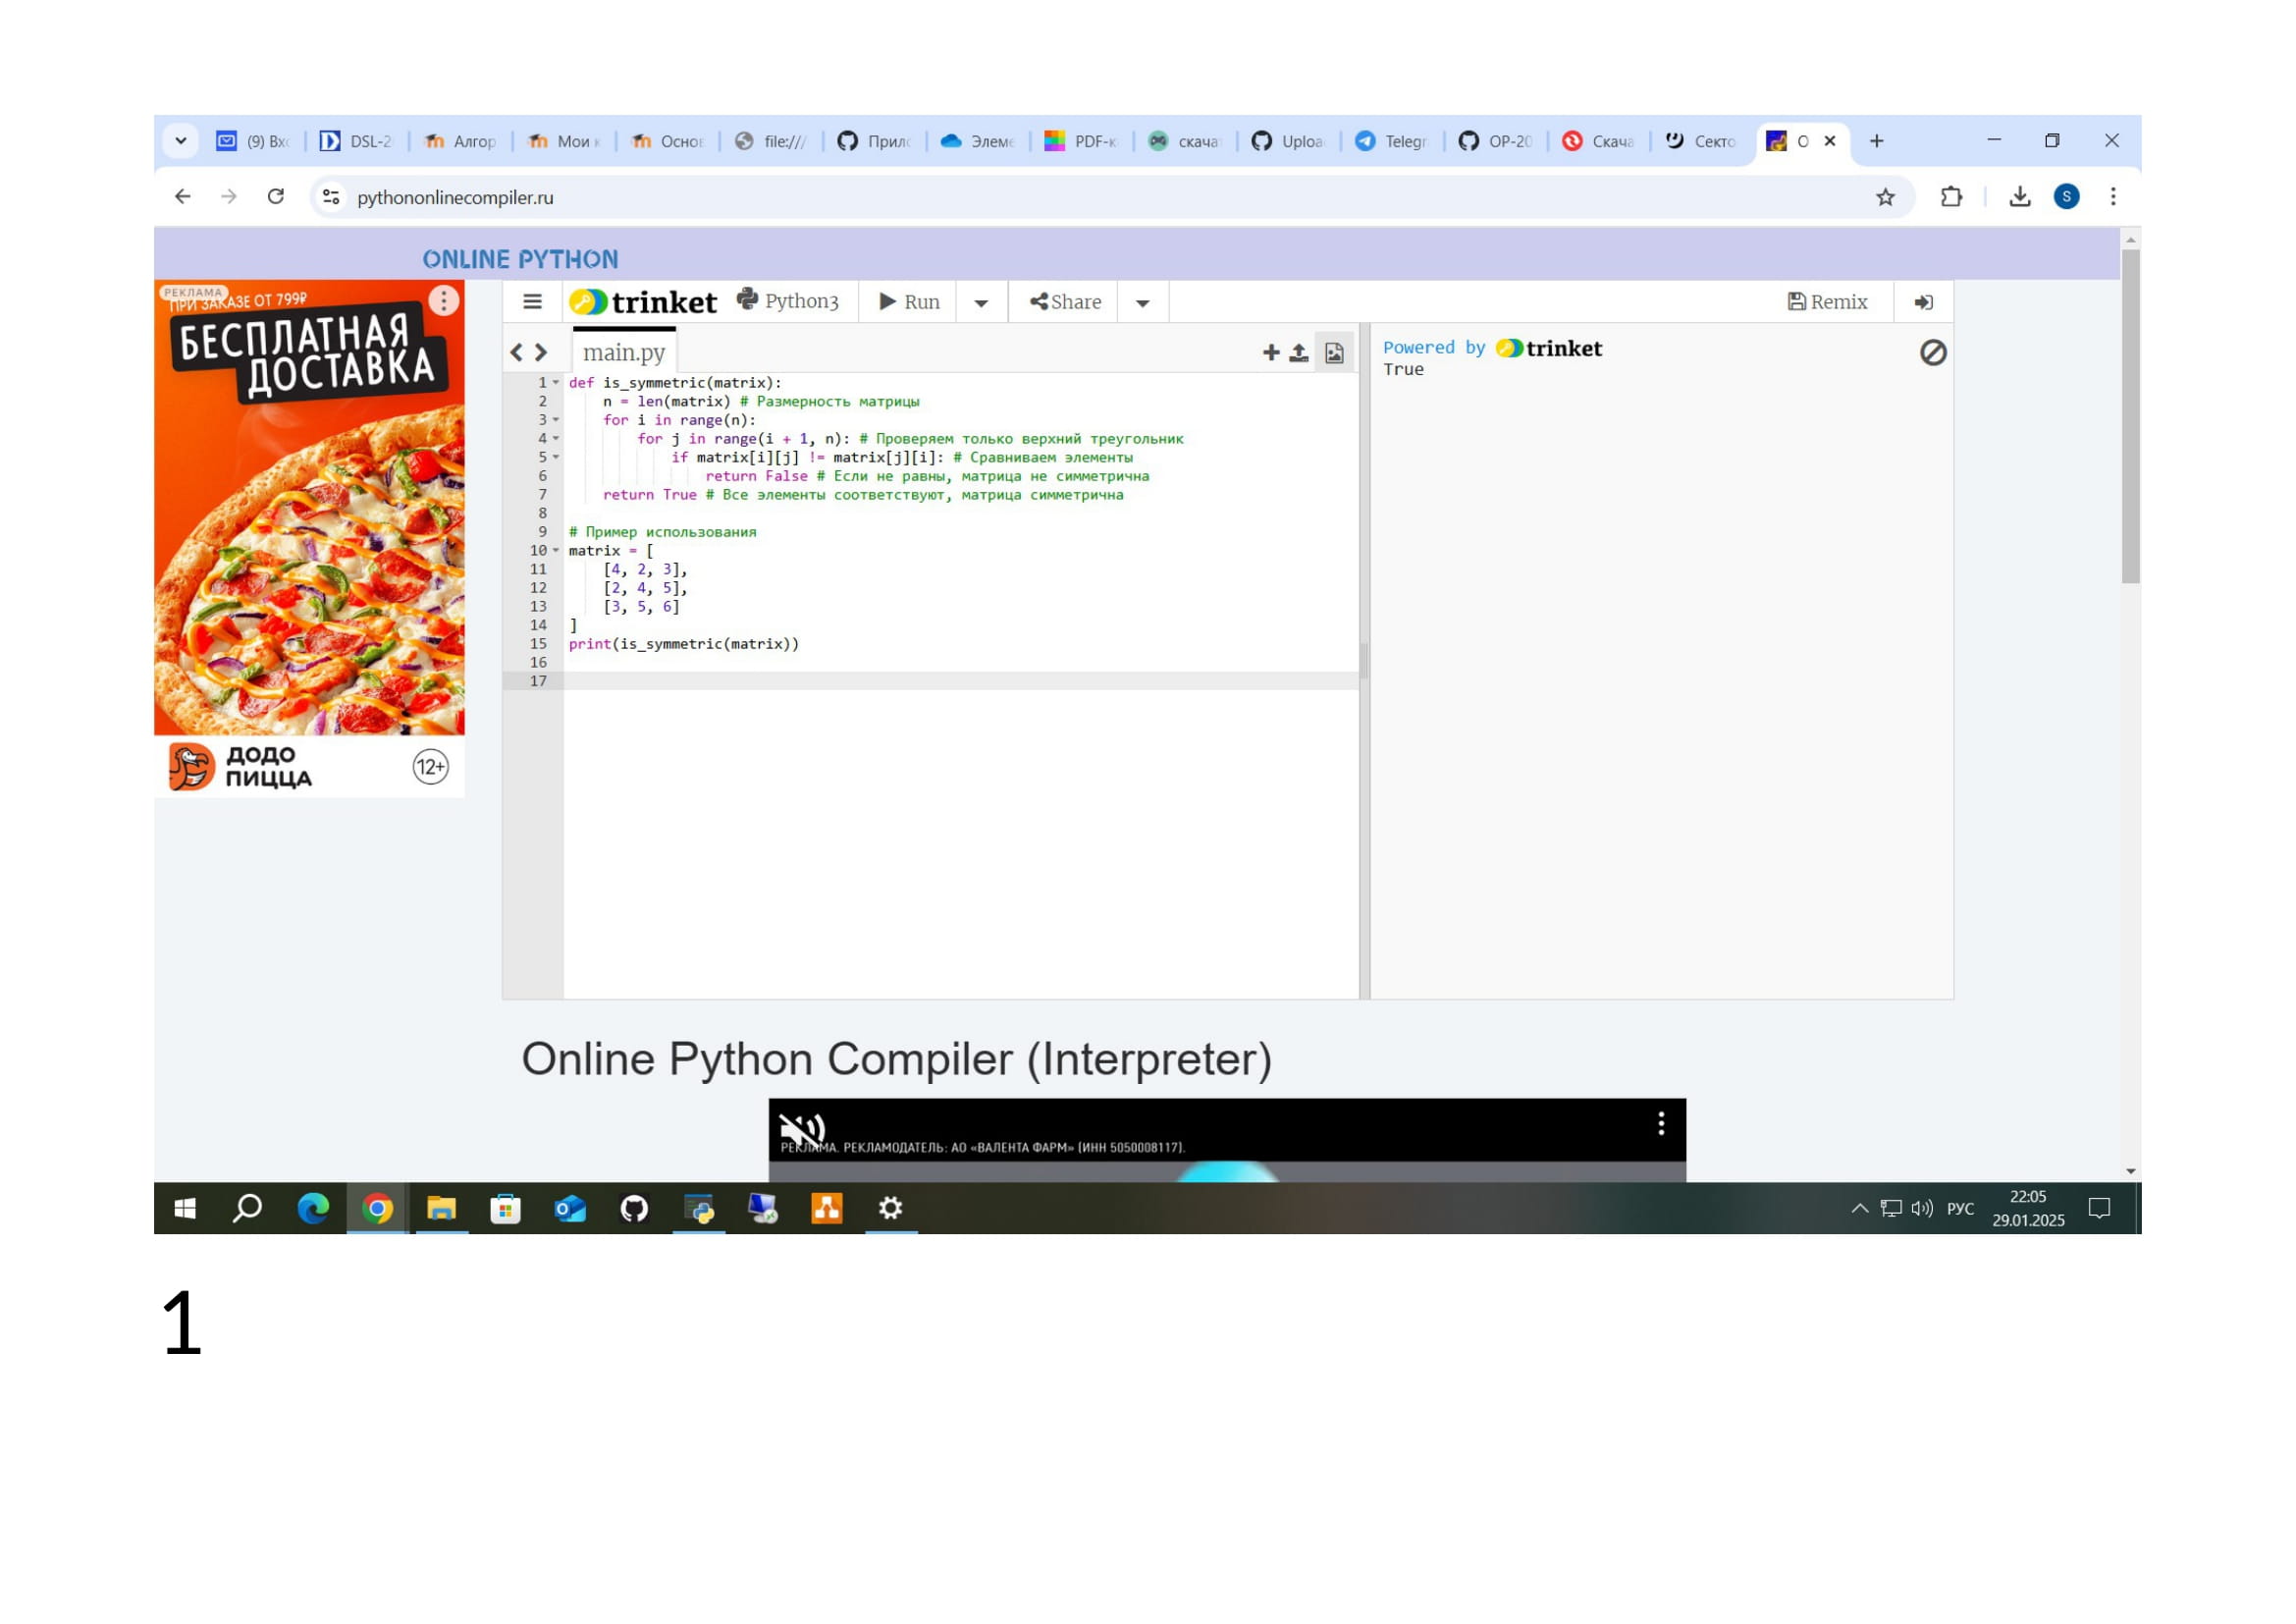 (9) Вх
DSL-2
Алгор
Мои к
Основ
file:///
Прило
Элеме
PDF-к
скачат
Uploa
Telegr
OP-20
Скача
Секто
O
pythononlinecompiler.ru
S
ONLINE PYTHON
РЕКЛАМА
ПРИ ЗАКАЗЕ ОТ 799₽
БЕСПЛАТНАЯ
ДОСТАВКА
ДОДО
ПИЦЦА
12+
trinket Python3 Run Share Remix
main.py
1 def is_symmetric(matrix):
2 n = len(matrix) # Размерность матрицы
3 for i in range(n):
4 for j in range(i + 1, n): # Проверяем только верхний треугольник
5 if matrix[i][j] != matrix[j][i]: # Сравниваем элементы
6 return False # Если не равны, матрица не симметрична
7 return True # Все элементы соответствуют, матрица симметрична
8
9 # Пример использования
10 matrix = [
11 [4, 2, 3],
12 [2, 4, 5],
13 [3, 5, 6]
14 ]
15 print(is_symmetric(matrix))
16
17
Powered by trinket
True
Online Python Compiler (Interpreter)
РЕКЛАМА. РЕКЛАМОДАТЕЛЬ: АО «ВАЛЕНТА ФАРМ» (ИНН 5050008117).
РУС
22:05
29.01.2025
1